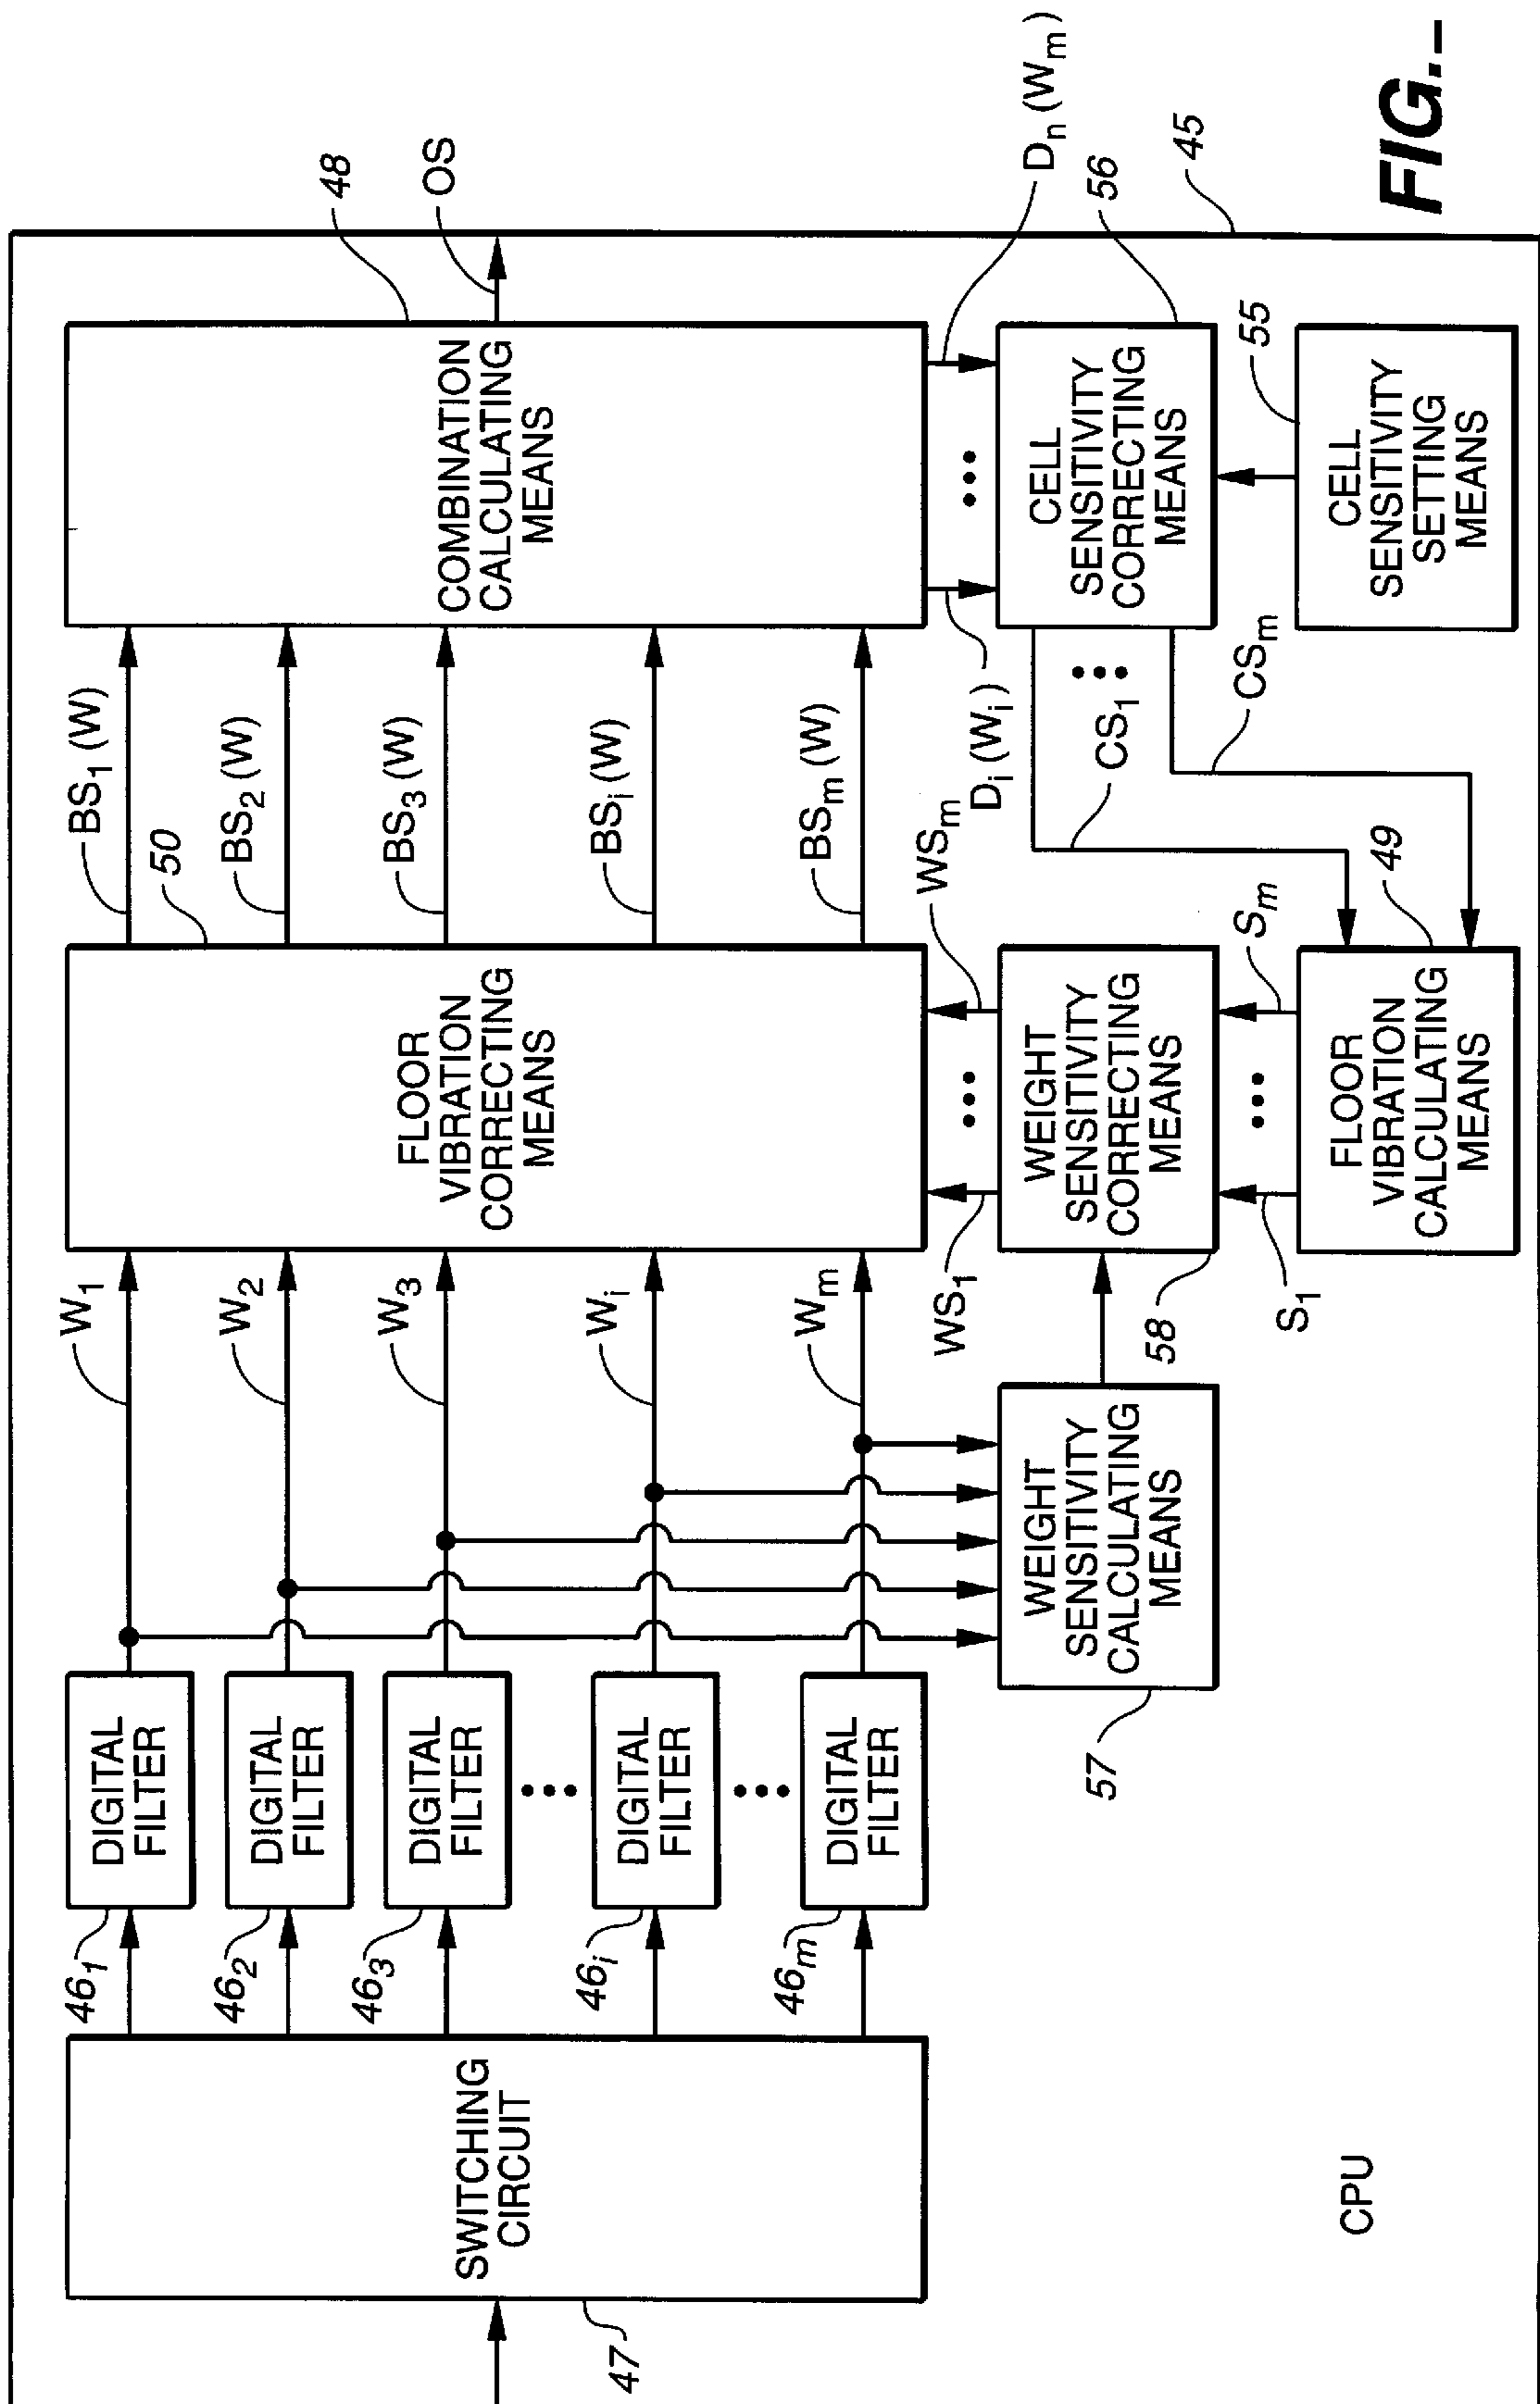 47
SWITCHING
CIRCUIT
46₁
DIGITAL
FILTER
46₂
DIGITAL
FILTER
46₃
DIGITAL
FILTER
46ᵢ
DIGITAL
FILTER
46ₘ
DIGITAL
FILTER
W₁
W₂
W₃
Wᵢ
Wₘ
50
FLOOR
VIBRATION
CORRECTING
MEANS
BS₁ (W)
BS₂ (W)
BS₃ (W)
BSᵢ (W)
BSₘ (W)
48
COMBINATION
CALCULATING
MEANS
OS
57
WEIGHT
SENSITIVITY
CALCULATING
MEANS
58
WEIGHT
SENSITIVITY
CORRECTING
MEANS
WS₁
WSₘ
S₁
Sₘ
49
FLOOR
VIBRATION
CALCULATING
MEANS
Dᵢ (Wᵢ)
Dₙ (Wₘ)
CS₁
CSₘ
56
CELL
SENSITIVITY
CORRECTING
MEANS
55
CELL
SENSITIVITY
SETTING
MEANS
45
CPU
FIG._